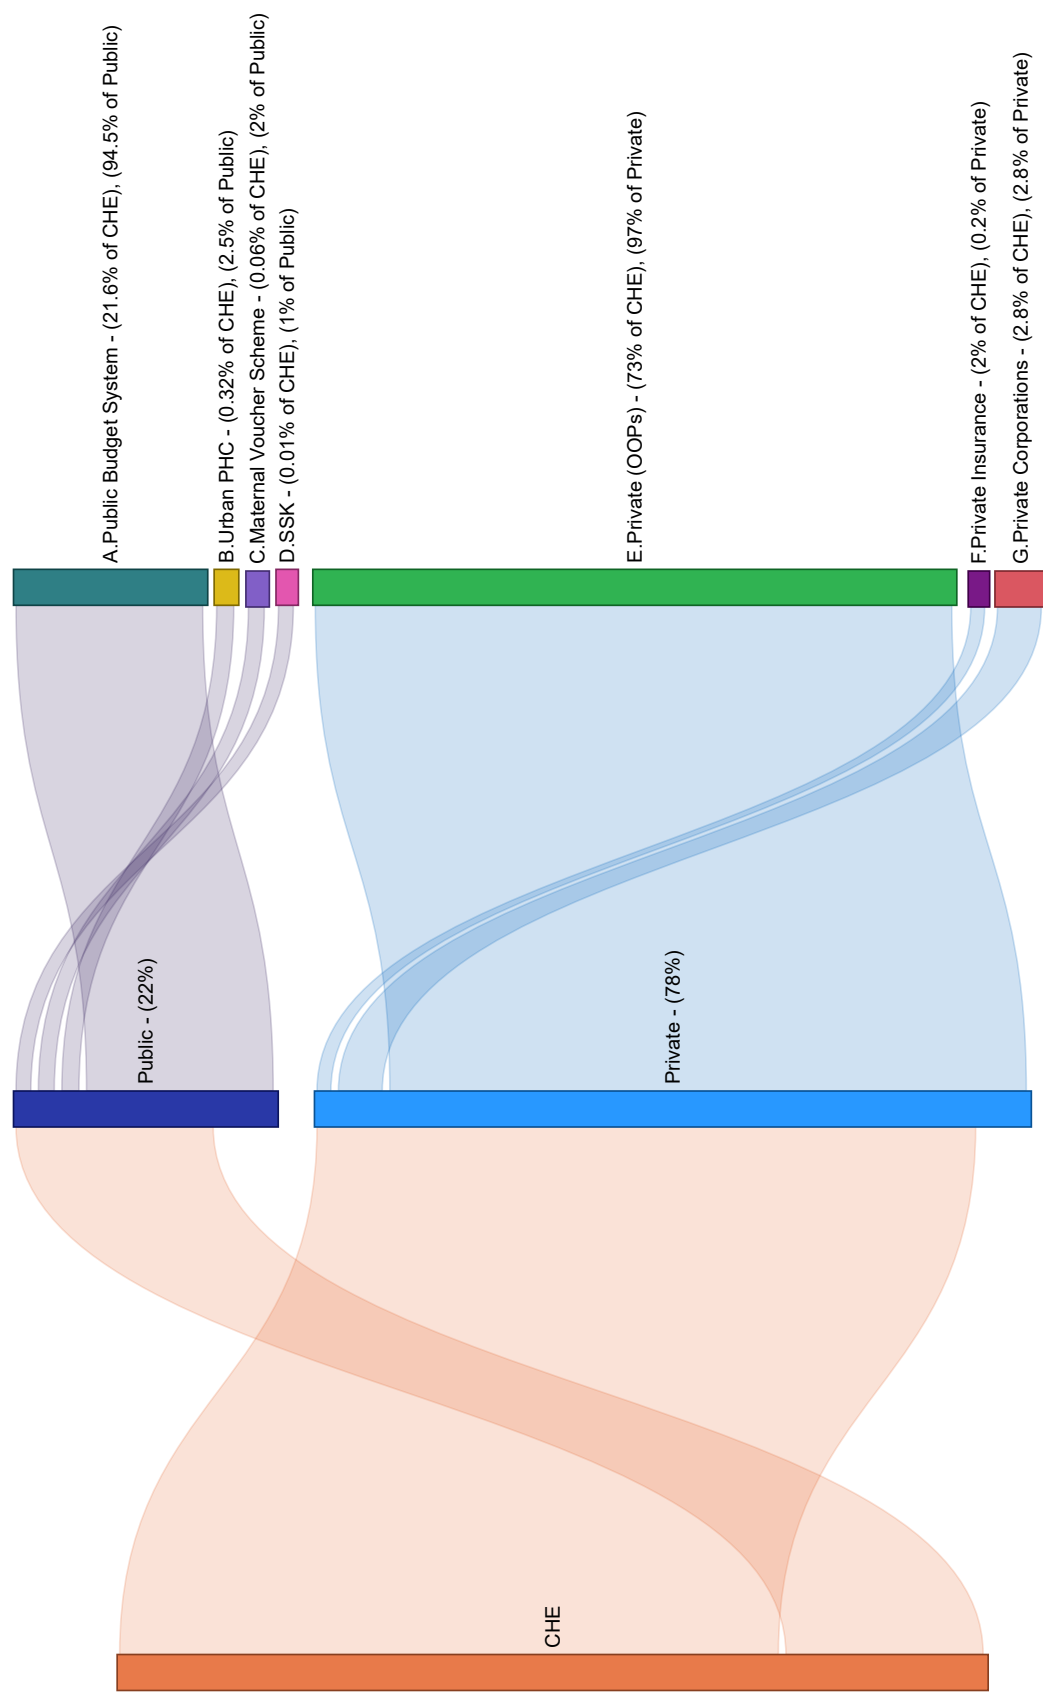 A.Public Budget System - (21.6% of CHE), (94.5% of Public)
B.Urban PHC - (0.32% of CHE), (2.5% of Public)
C.Maternal Voucher Scheme - (0.06% of CHE), (2% of Public)
D.SSK - (0.01% of CHE), (1% of Public)
E.Private (OOPs) - (73% of CHE), (97% of Private)
F.Private Insurance - (2% of CHE), (0.2% of Private)
G.Private Corporations - (2.8% of CHE), (2.8% of Private)
Public - (22%)
Private - (78%)
CHE